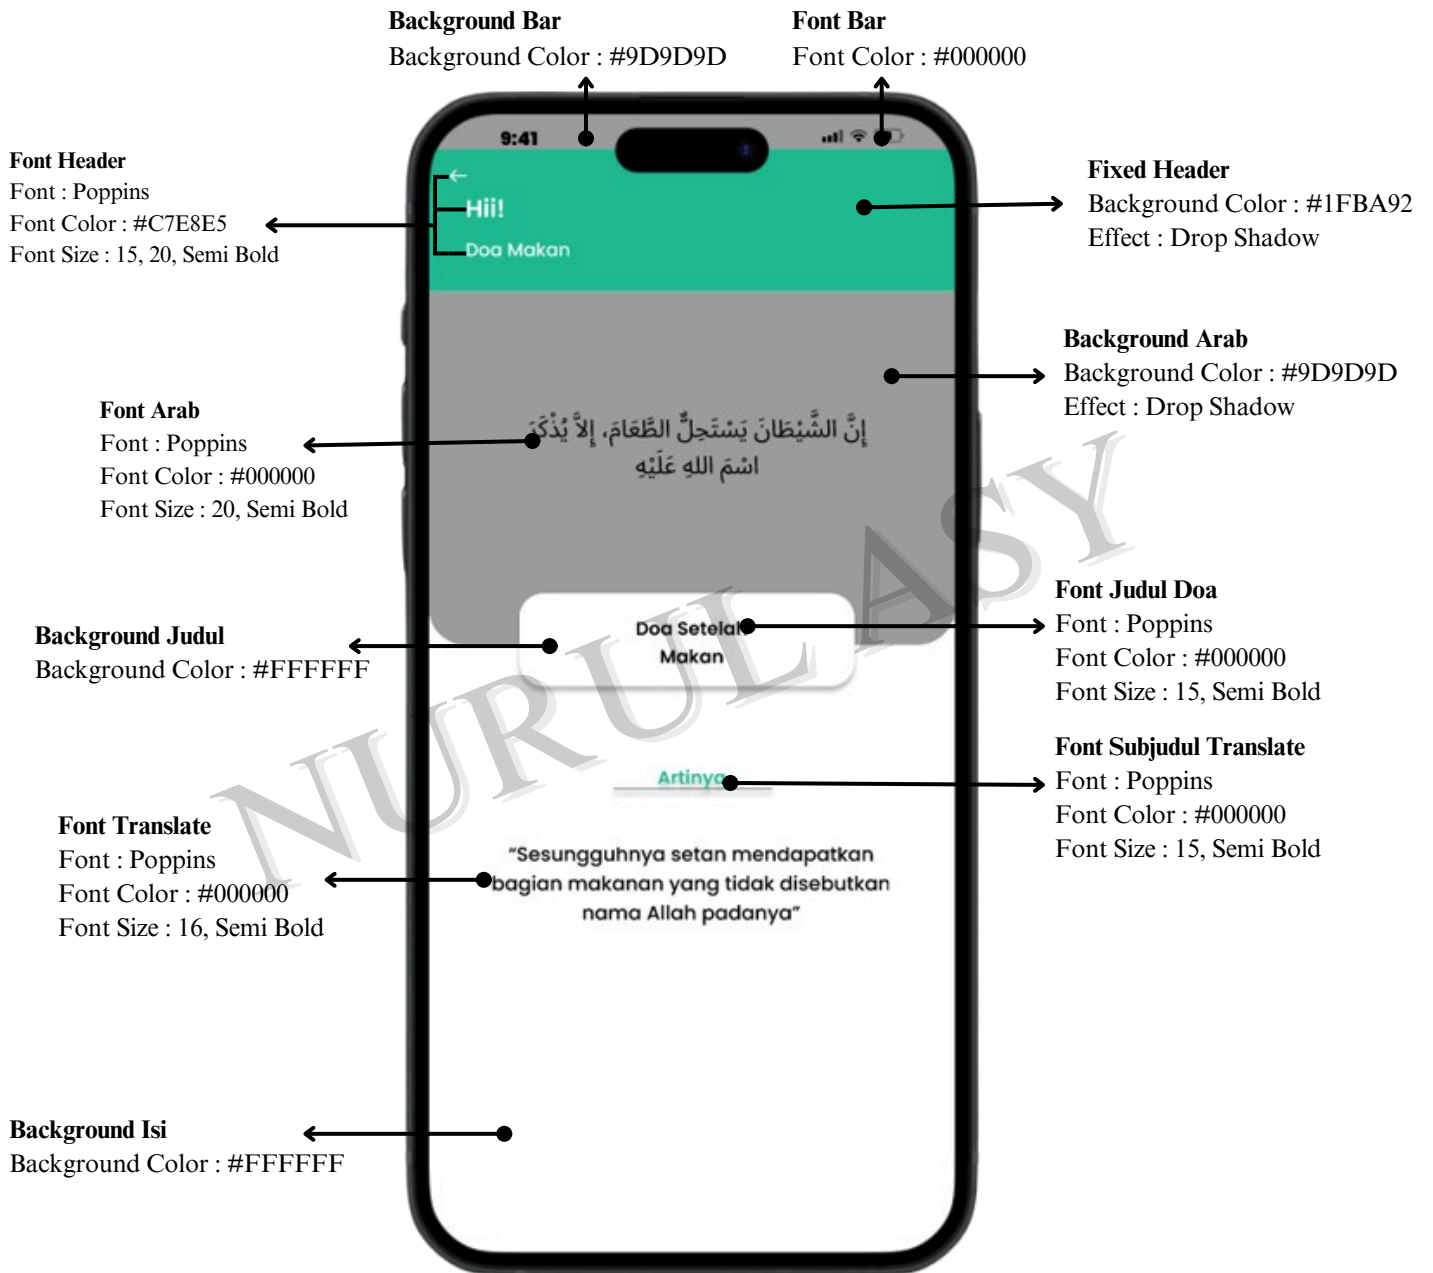 Background Bar
Background Color : #9D9D9D
Font Bar
Font Color : #000000
9:41
Font Header
Font : Poppins
Font Color : #C7E8E5
Font Size : 15, 20, Semi Bold
Hii!
Doa Makan
Fixed Header
Background Color : #1FBA92
Effect : Drop Shadow
Background Arab
Background Color : #9D9D9D
Effect : Drop Shadow
Font Arab
Font : Poppins
Font Color : #000000
Font Size : 20, Semi Bold
إِنَّ الشَّيْطَانَ يَسْتَحِلُّ الطَّعَامَ، إِلاَّ يُذْكَرَ
اسْمَ اللهِ عَلَيْهِ
Background Judul
Background Color : #FFFFFF
Doa Setelah
Makan
Font Judul Doa
Font : Poppins
Font Color : #000000
Font Size : 15, Semi Bold
NURUL ASY
Artinya
Font Subjudul Translate
Font : Poppins
Font Color : #000000
Font Size : 15, Semi Bold
Font Translate
Font : Poppins
Font Color : #000000
Font Size : 16, Semi Bold
“Sesungguhnya setan mendapatkan
bagian makanan yang tidak disebutkan
nama Allah padanya”
Background Isi
Background Color : #FFFFFF